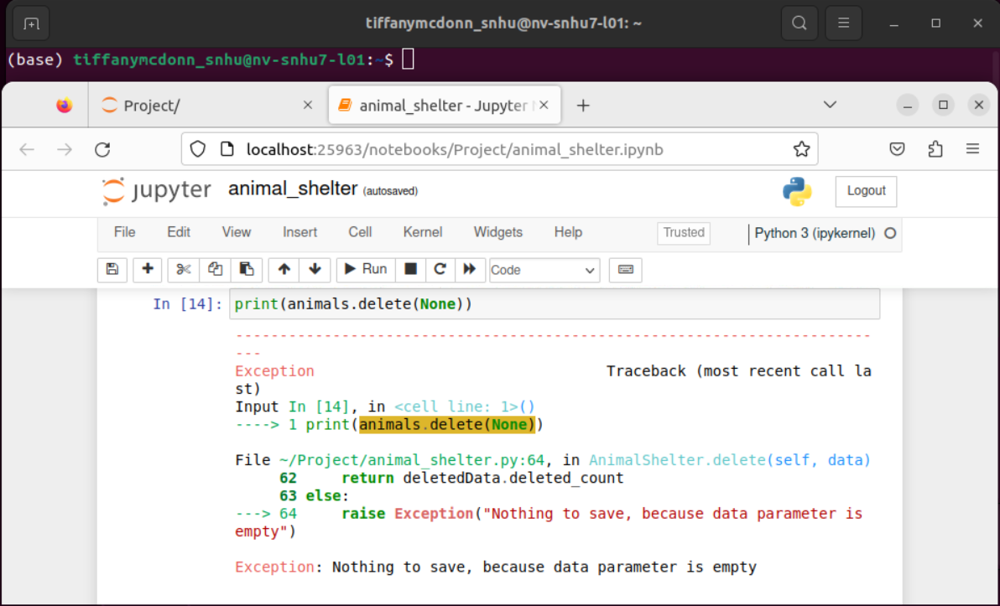 tiffanymcdonn_snhu@nv-snhu7-l01: ~
(base) tiffanymcdonn_snhu@nv-snhu7-l01:~$
Project/
animal_shelter - Jupyter
localhost:25963/notebooks/Project/animal_shelter.ipynb
jupyter animal_shelter (autosaved)
Logout
File Edit View Insert Cell Kernel Widgets Help Trusted Python 3 (ipykernel)
Run Code
In [14]: print(animals.delete(None))
---------------------------------------------------------------------------
Exception Traceback (most recent call la
st)
Input In [14], in <cell line: 1>()
----> 1 print(animals.delete(None))
File ~/Project/animal_shelter.py:64, in AnimalShelter.delete(self, data)
62 return deletedData.deleted_count
63 else:
---> 64 raise Exception("Nothing to save, because data parameter is
empty")
Exception: Nothing to save, because data parameter is empty